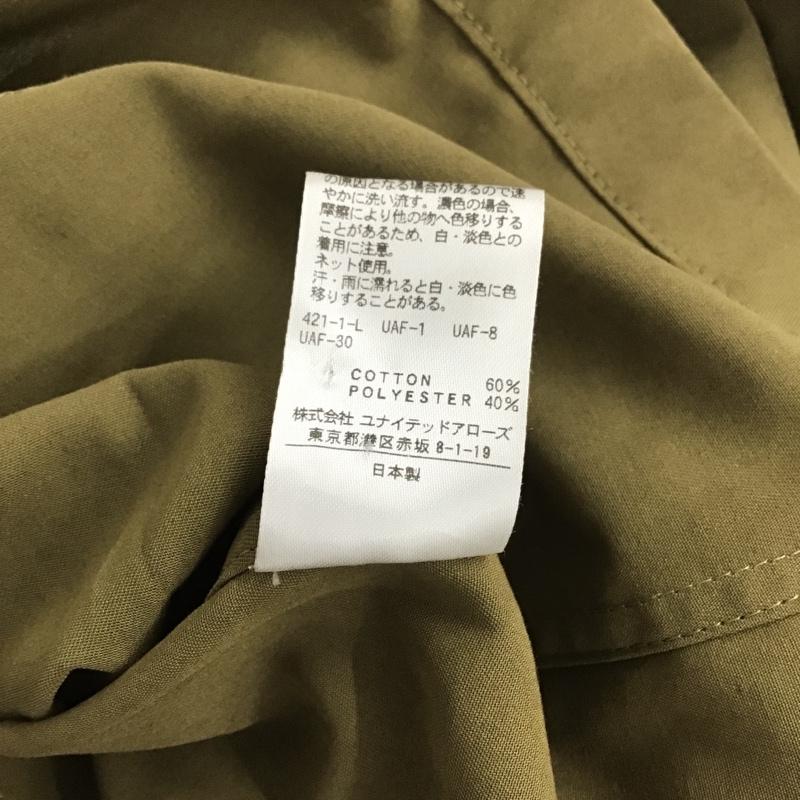 の原因となる場合があるので速
やかに洗い流す。濃色の場合、
摩擦により他の物へ色移りする
ことがあるため、白・淡色との
着用に注意。
ネット使用。
汗・雨に濡れると白・淡色に色
移りすることがある。
421-1-L UAF-1 UAF-8
UAF-30
COTTON 60%
POLYESTER 40%
株式会社 ユナイテッドアローズ
東京都港区赤坂 8-1-19
日本製